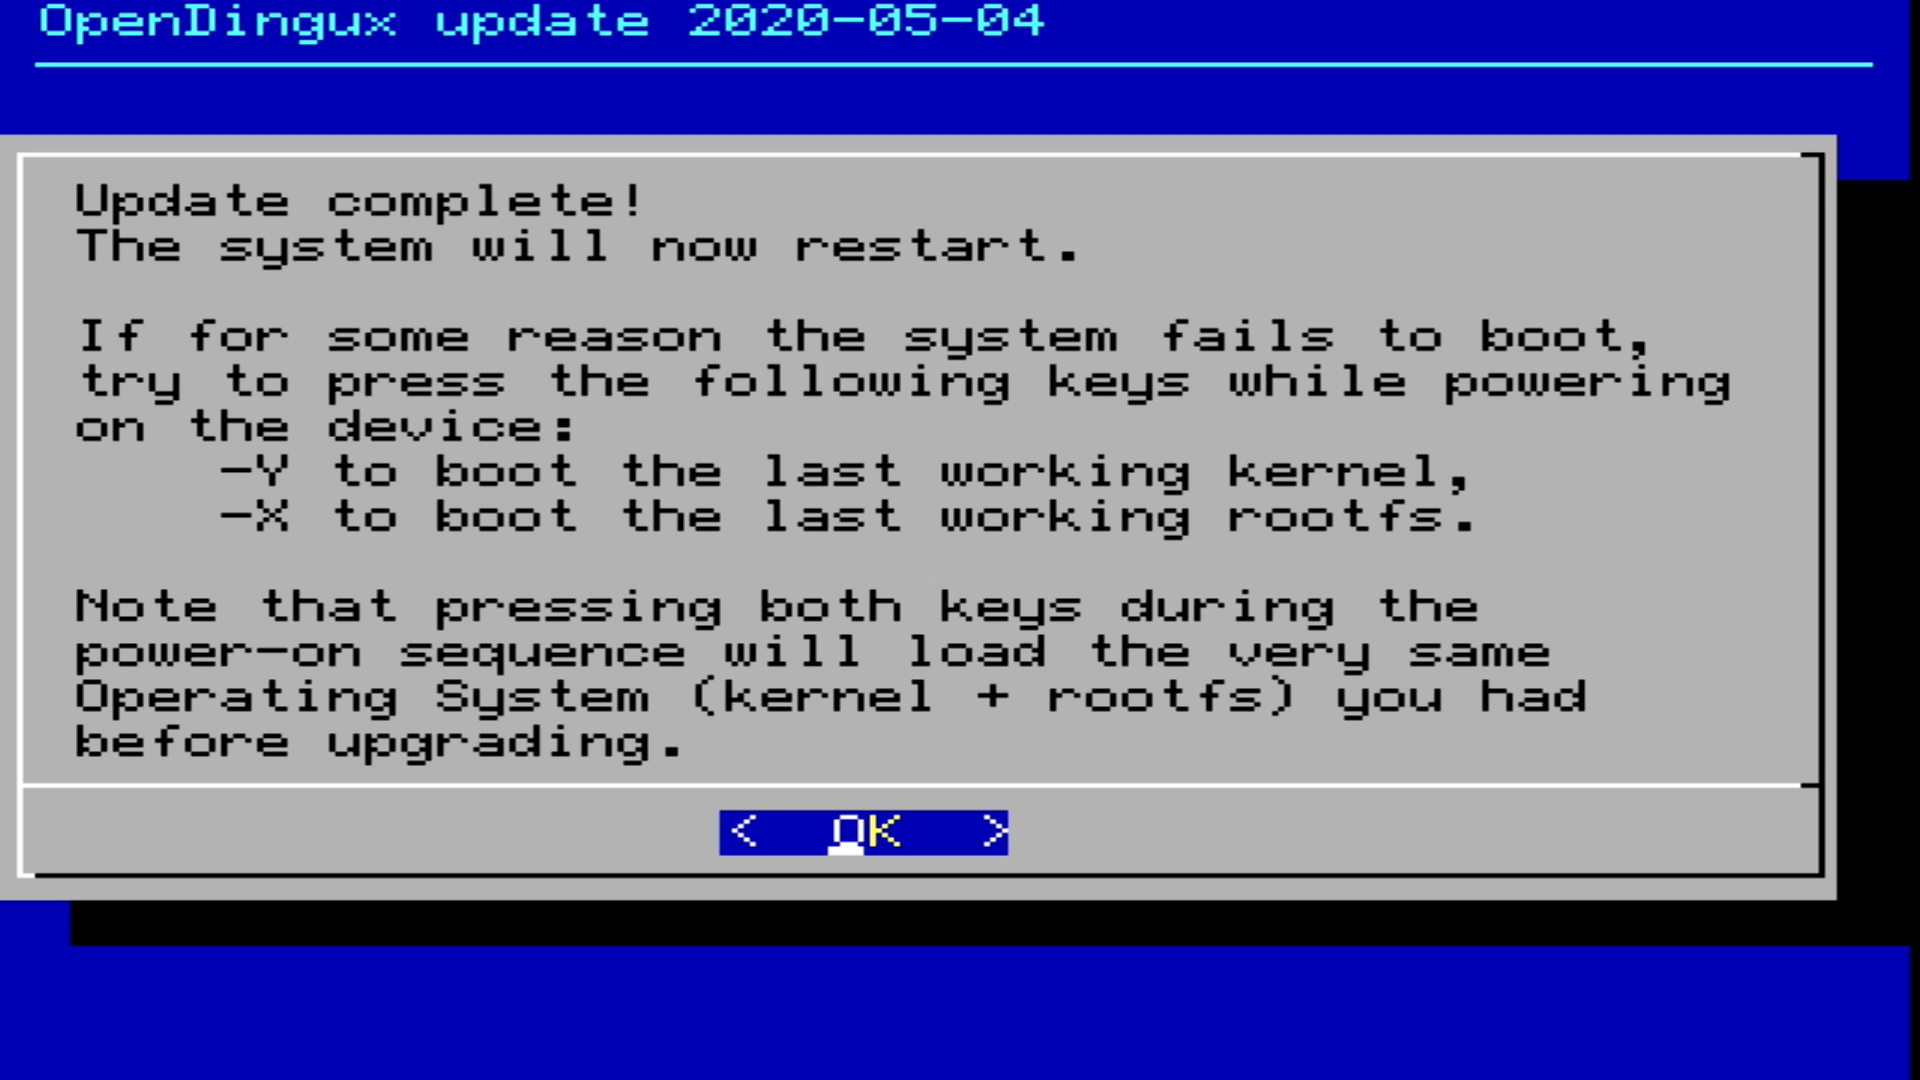 OpenDingux update 2020-05-04
Update complete!
The system will now restart.
If for some reason the system fails to boot,
try to press the following keys while powering
on the device:
-Y to boot the last working kernel,
-X to boot the last working rootfs.
Note that pressing both keys during the
power-on sequence will load the very same
Operating System (kernel + rootfs) you had
before upgrading.
< OK >